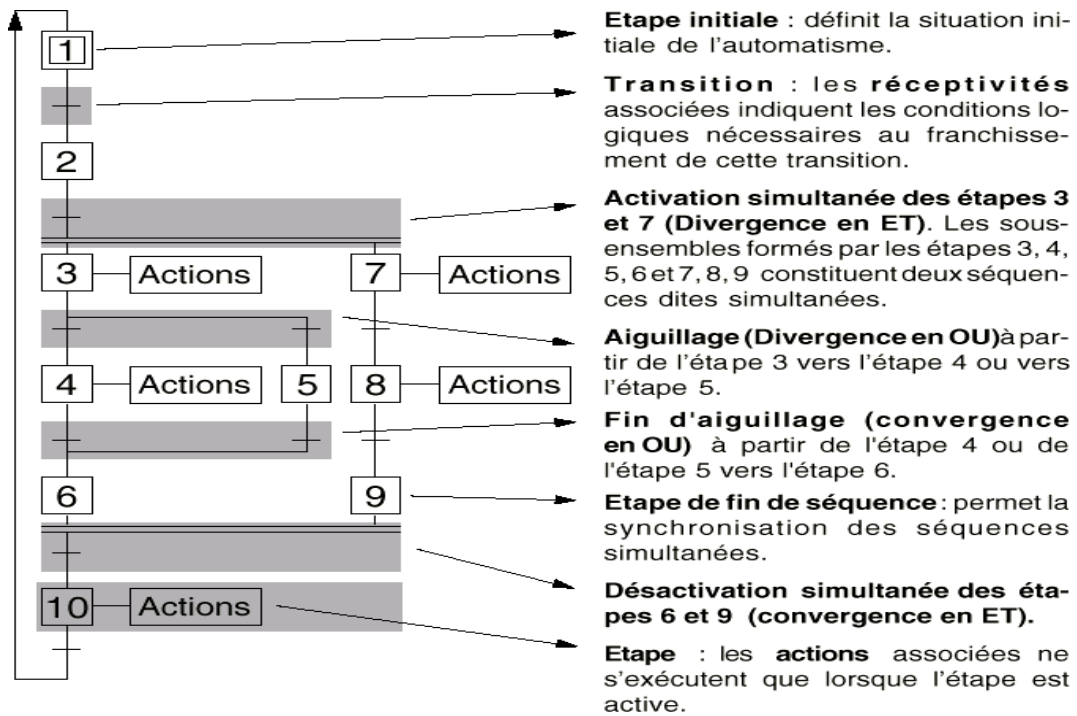 1
2
3 Actions 7 Actions
4 Actions 5 8 Actions
6 9
10 Actions
Etape initiale : définit la situation ini-
tiale de l'automatisme.
Transition : les réceptivités
associées indiquent les conditions lo-
giques nécessaires au franchisse-
ment de cette transition.
Activation simultanée des étapes 3
et 7 (Divergence en ET). Les sous-
ensembles formés par les étapes 3, 4,
5, 6 et 7, 8, 9 constituent deux séquen-
ces dites simultanées.
Aiguillage (Divergence en OU) à par-
tir de l'étape 3 vers l'étape 4 ou vers
l'étape 5.
Fin d'aiguillage (convergence
en OU) à partir de l'étape 4 ou de
l'étape 5 vers l'étape 6.
Etape de fin de séquence : permet la
synchronisation des séquences
simultanées.
Désactivation simultanée des éta-
pes 6 et 9 (convergence en ET).
Etape : les actions associées ne
s'exécutent que lorsque l'étape est
active.